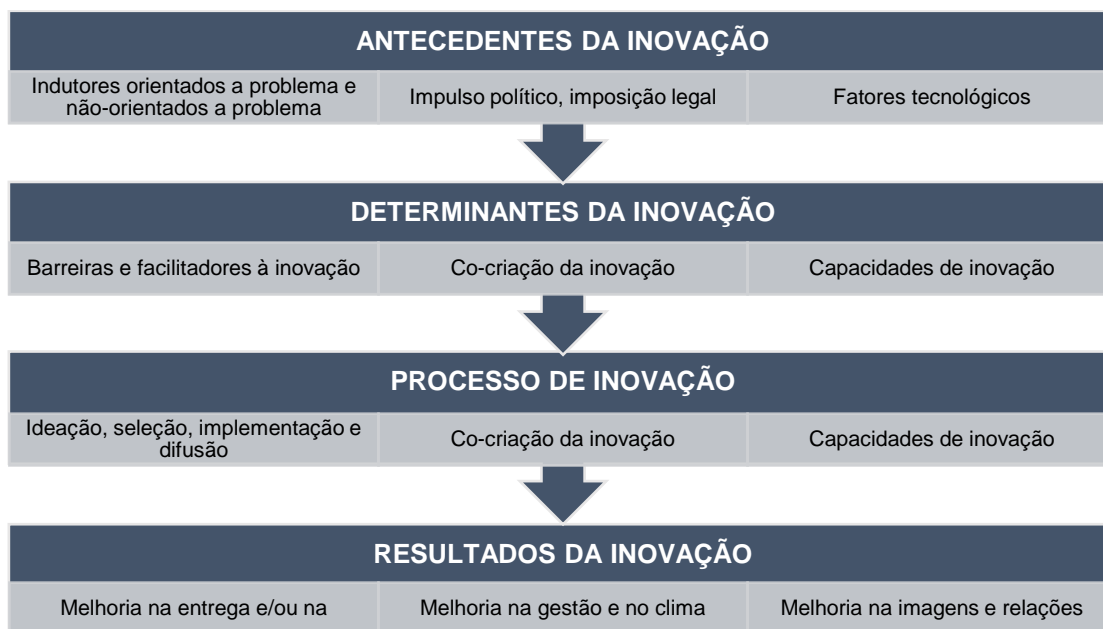 ANTECEDENTES DA INOVAÇÃO
Indutores orientados a problema e
não-orientados a problema
Impulso político, imposição legal
Fatores tecnológicos
DETERMINANTES DA INOVAÇÃO
Barreiras e facilitadores à inovação
Co-criação da inovação
Capacidades de inovação
PROCESSO DE INOVAÇÃO
Ideação, seleção, implementação e
difusão
Co-criação da inovação
Capacidades de inovação
RESULTADOS DA INOVAÇÃO
Melhoria na entrega e/ou na
Melhoria na gestão e no clima
Melhoria na imagens e relações